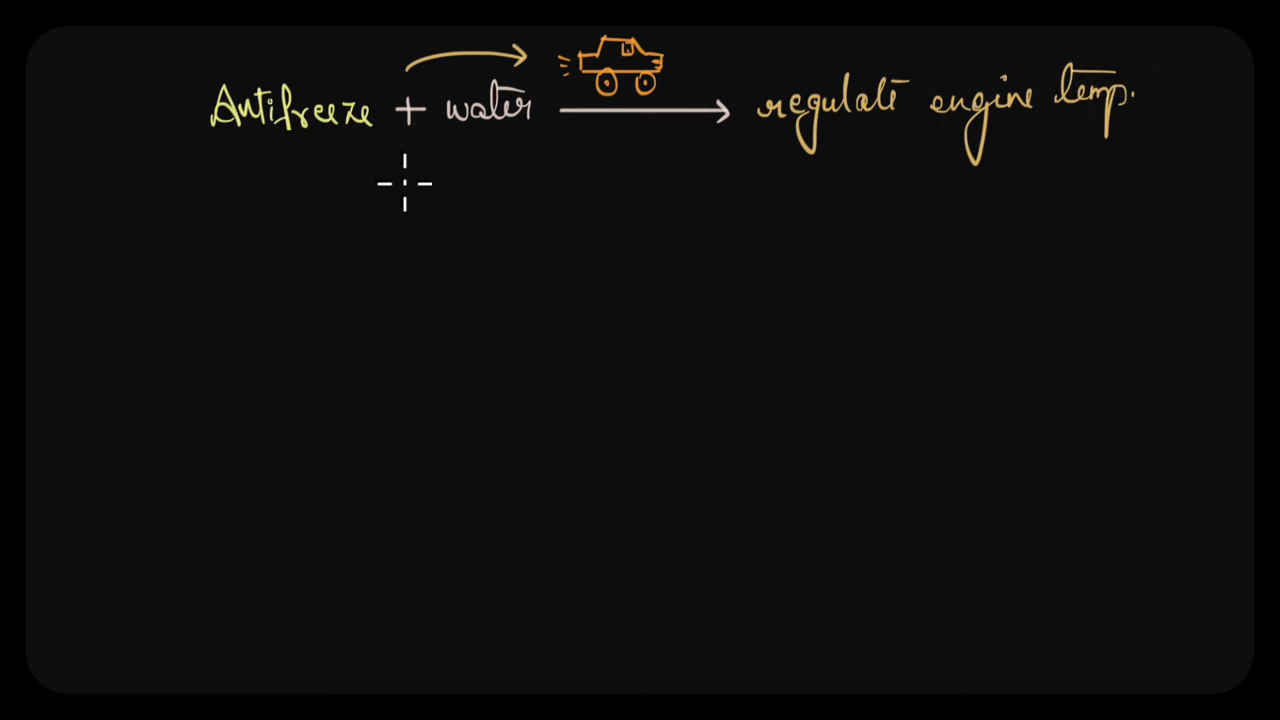 Antifreeze + water ⟶ regulate engine temp.